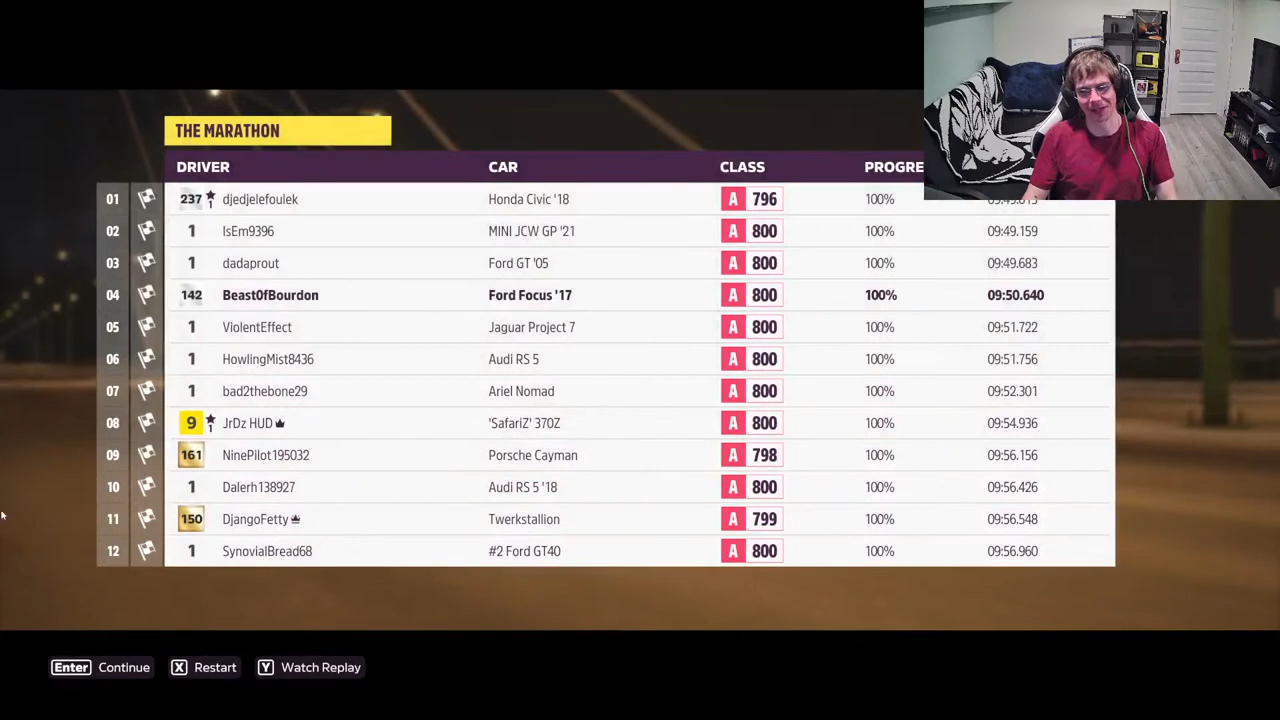 THE MARATHON
DRIVER CAR CLASS PROGRE
01 237 1 djedjelefoulek Honda Civic '18 A 796 100%
02 1 IsEm9396 MINI JCW GP '21 A 800 100% 09:49.159
03 1 dadaprout Ford GT '05 A 800 100% 09:49.683
04 142 Beast0fBourdon Ford Focus '17 A 800 100% 09:50.640
05 1 ViolentEffect Jaguar Project 7 A 800 100% 09:51.722
06 1 HowlingMist8436 Audi RS 5 A 800 100% 09:51.756
07 1 bad2thebone29 Ariel Nomad A 800 100% 09:52.301
08 9 1 JrDz HUD 'SafariZ' 370Z A 800 100% 09:54.936
09 161 NinePilot195032 Porsche Cayman A 798 100% 09:56.156
10 1 Dalerh138927 Audi RS 5 '18 A 800 100% 09:56.426
11 150 DjangoFetty Twerkstallion A 799 100% 09:56.548
12 1 SynovialBread68 #2 Ford GT40 A 800 100% 09:56.960
Enter Continue X Restart Y Watch Replay